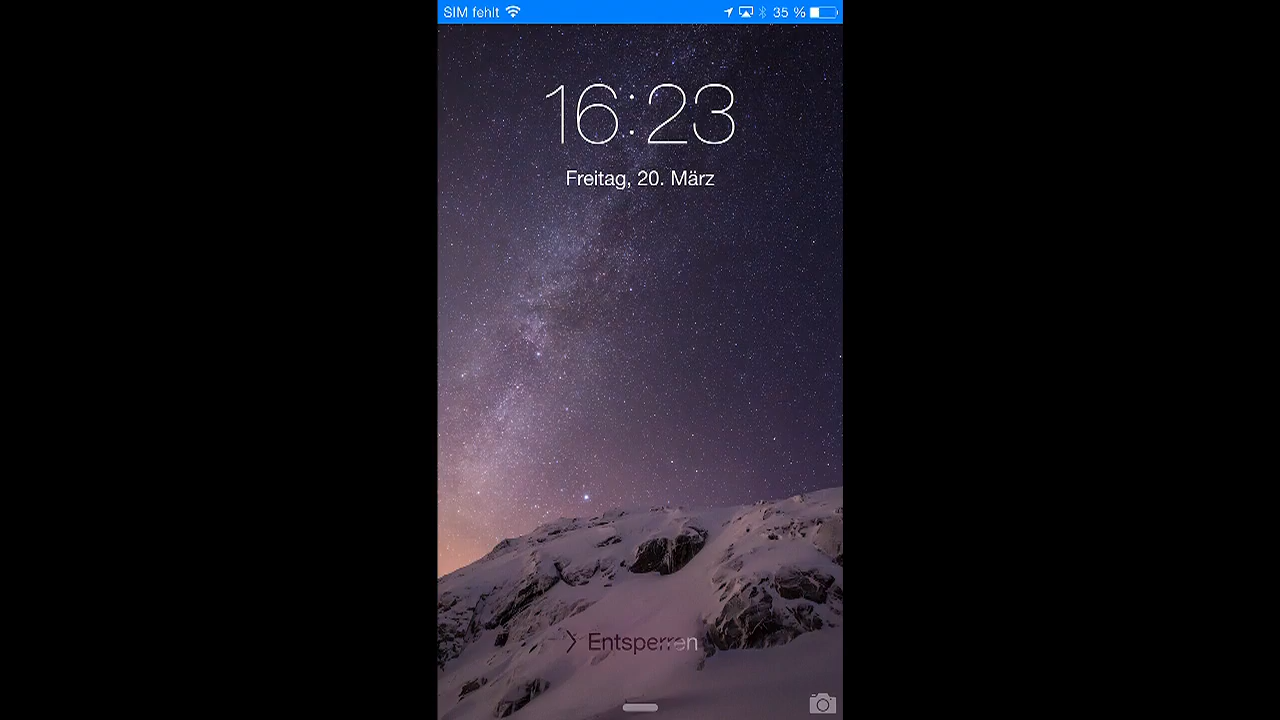 SIM fehlt 35 %
16:23
Freitag, 20. März
Entsperren